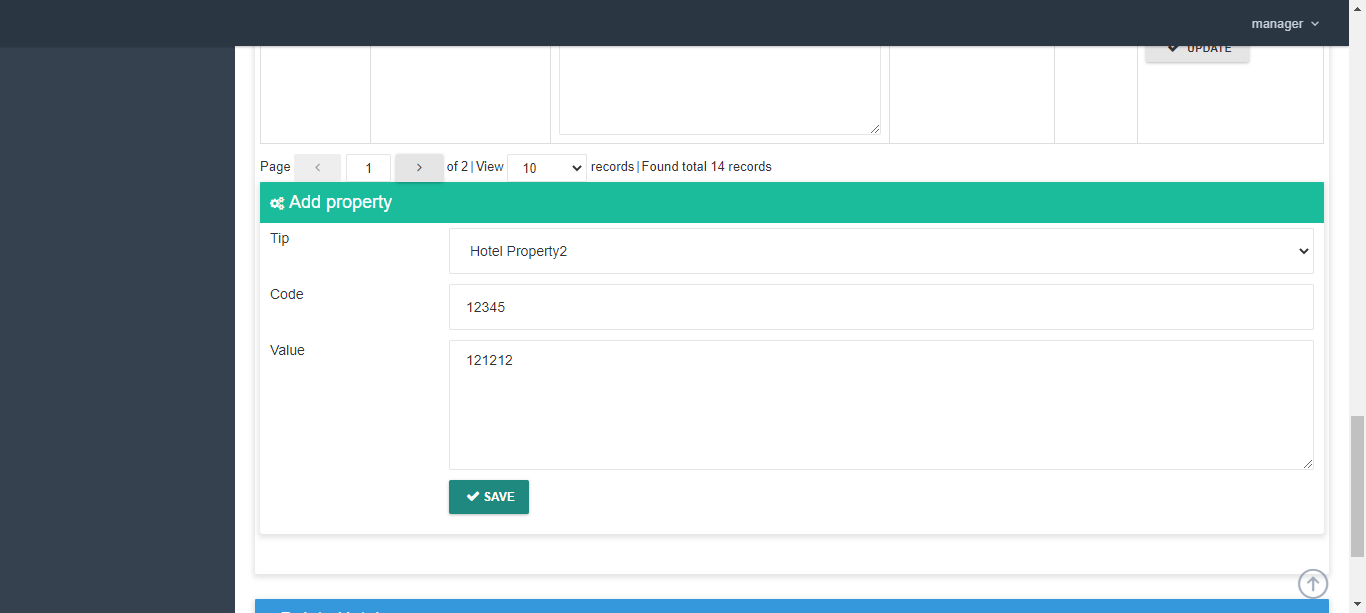 manager
UPDATE
Page 1 of 2 | View 10 records | Found total 14 records
Add property
Tip
Hotel Property2
Code
12345
Value
121212
SAVE